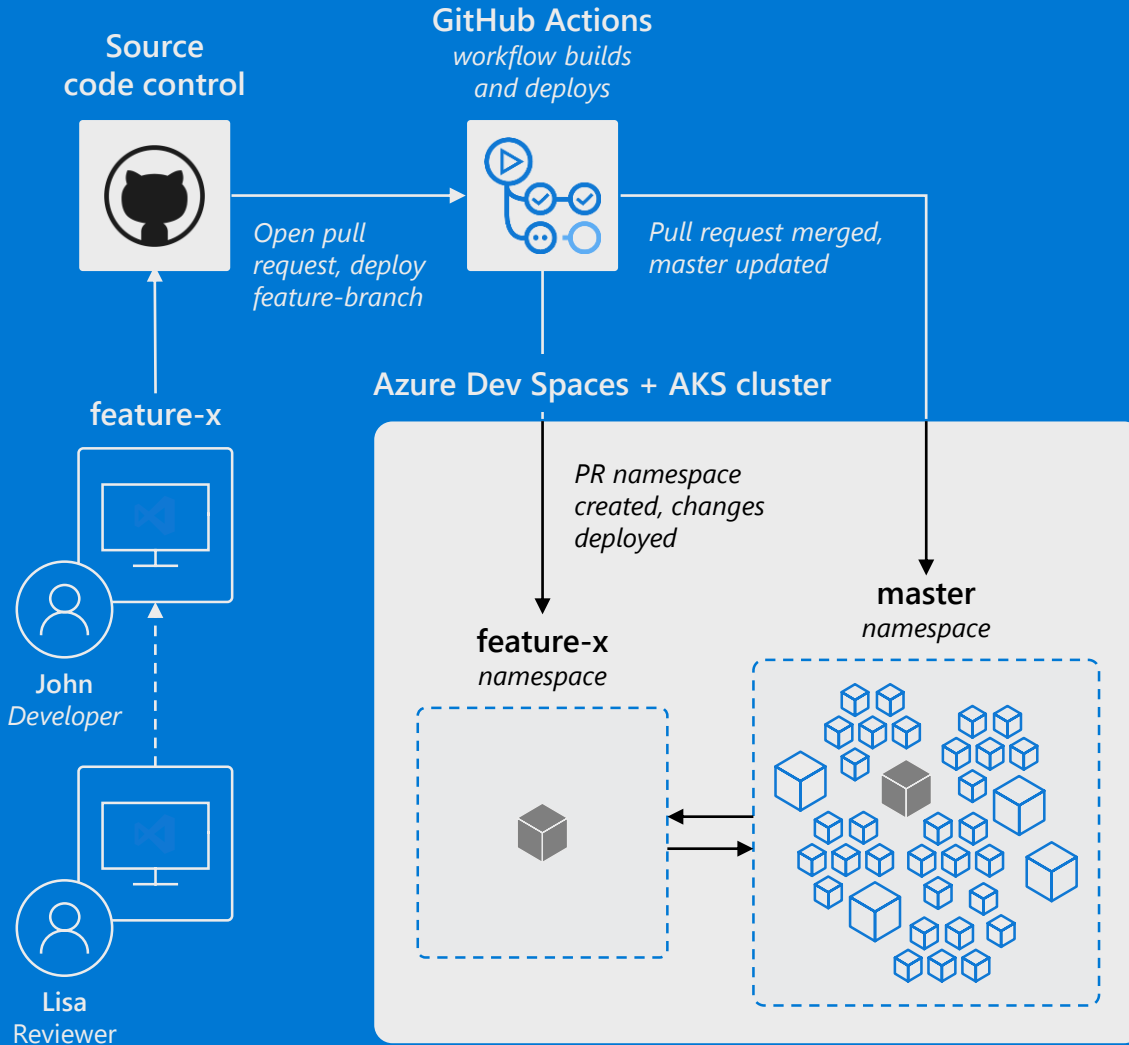 Source
code control
GitHub Actions
workflow builds
and deploys
Open pull
request, deploy
feature-branch
Pull request merged,
master updated
Azure Dev Spaces + AKS cluster
feature-x
PR namespace
created, changes
deployed
master
namespace
feature-x
namespace
John
Developer
Lisa
Reviewer